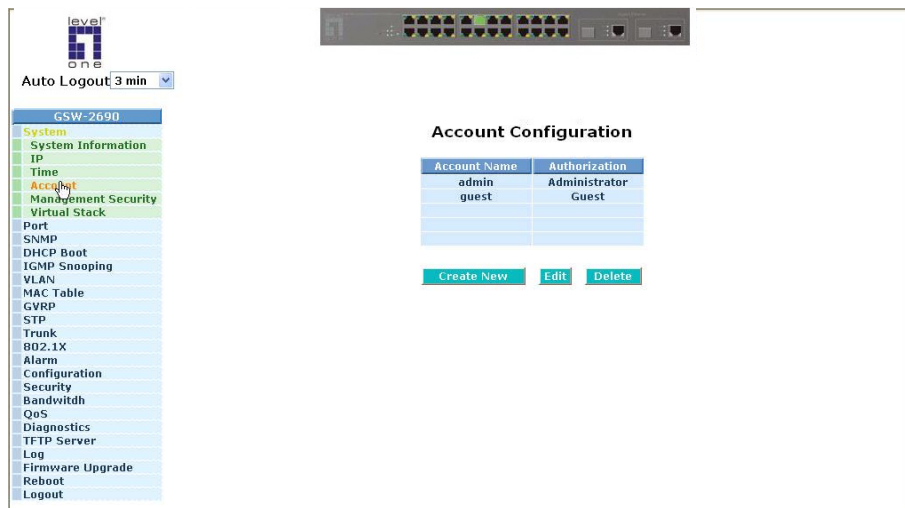 level
one
Auto Logout 3 min
GSW-2690
System
System Information
IP
Time
Account
Management Security
Virtual Stack
Port
SNMP
DHCP Boot
IGMP Snooping
VLAN
MAC Table
GVRP
STP
Trunk
802.1X
Alarm
Configuration
Security
Bandwitdh
QoS
Diagnostics
TFTP Server
Log
Firmware Upgrade
Reboot
Logout
Account Configuration
Account Name Authorization
admin Administrator
guest Guest
Create New Edit Delete